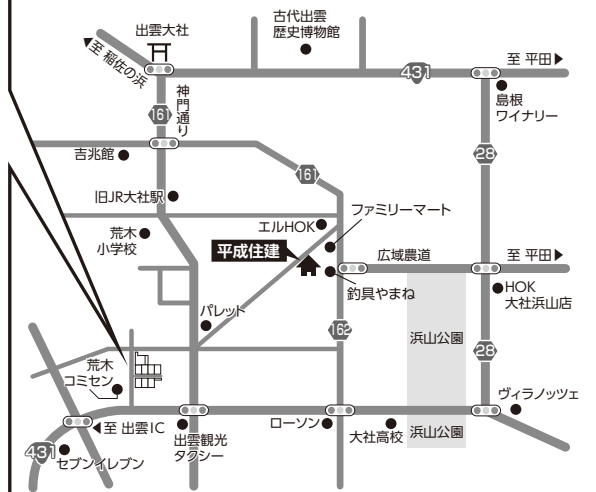 古代出雲
歴史博物館
出雲大社
至 稲佐の浜
431
至 平田
島根
ワイナリー
神門通り
161
吉兆館
28
161
旧JR大社駅
ファミリーマート
エルHOK
荒木
小学校
平成住建
広域農道
至 平田
釣具やまね
HOK
大社浜山店
パレット
162
浜山公園
28
荒木
コミセン
ヴィラノッツェ
至 出雲IC
出雲観光
タクシー
ローソン
大社高校
浜山公園
431
セブンイレブン